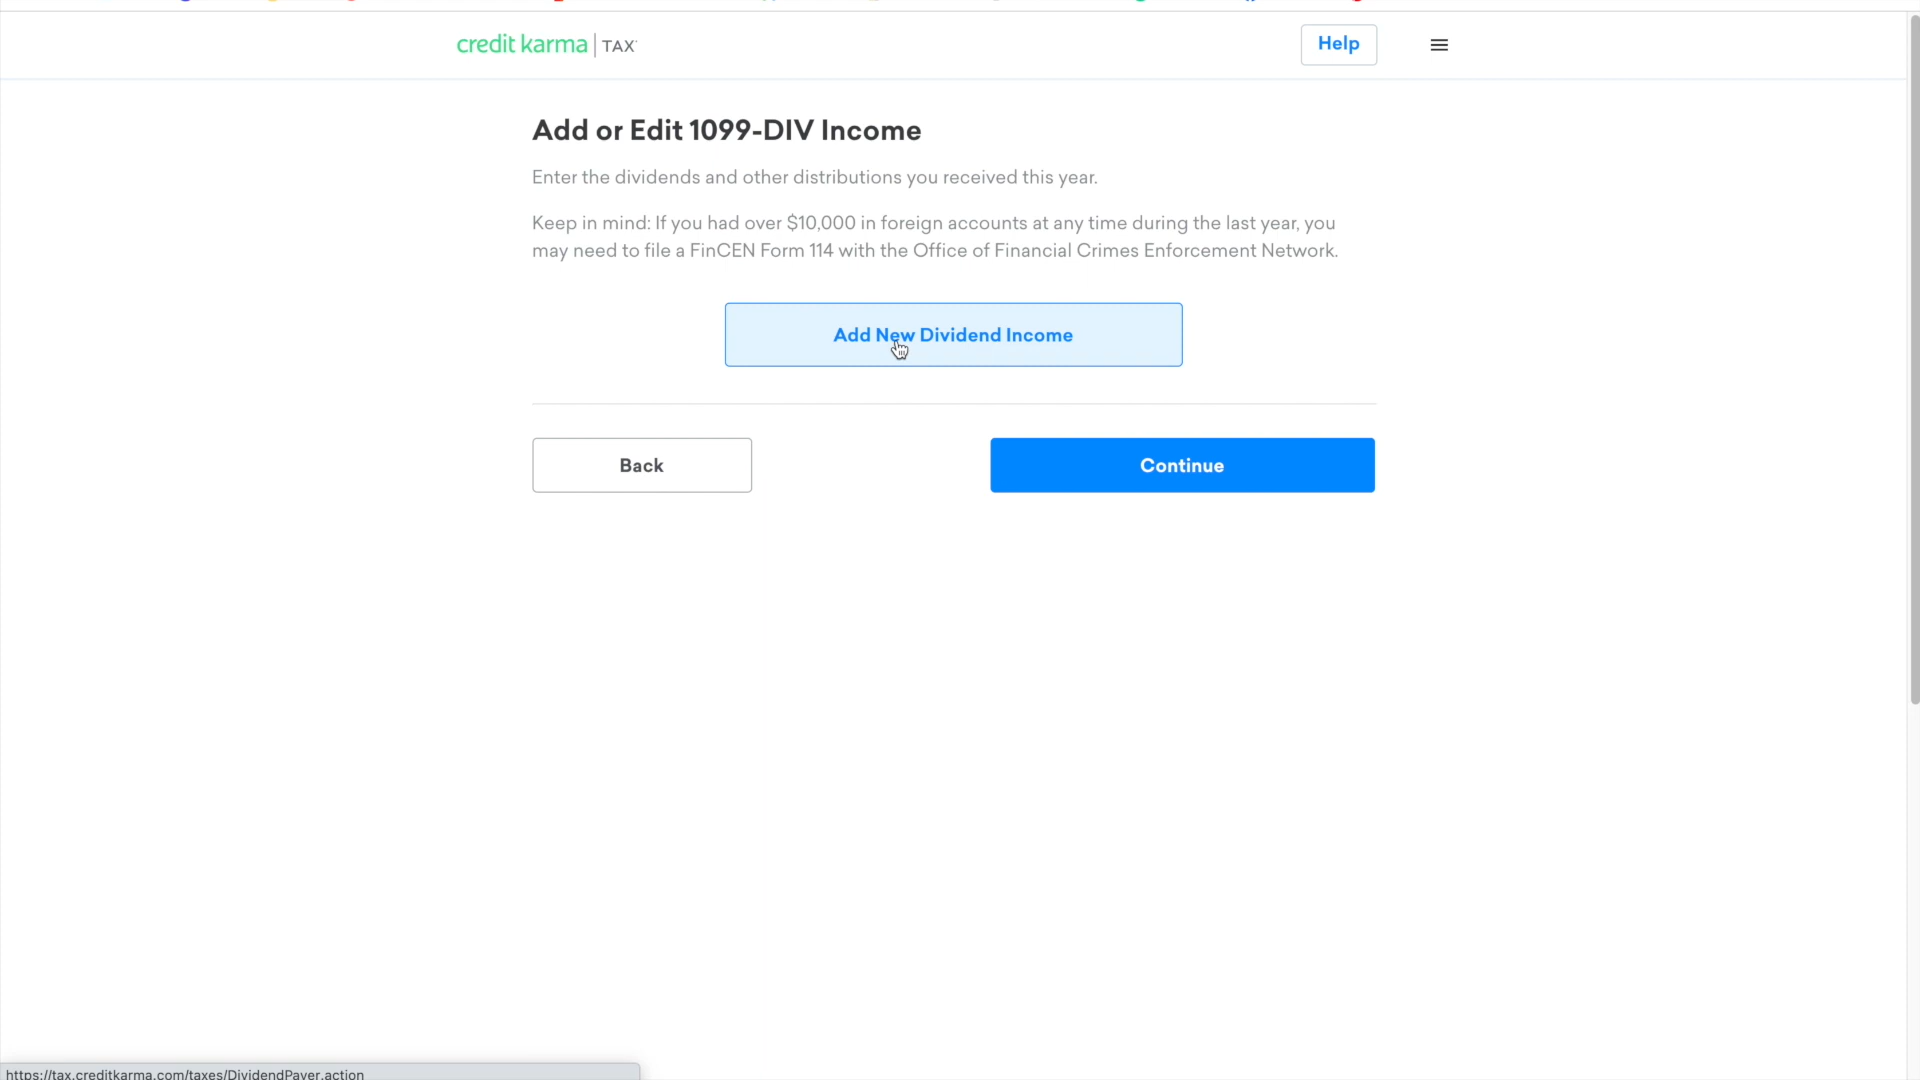 credit karma TAX
Help
Add or Edit 1099-DIV Income
Enter the dividends and other distributions you received this year.
Keep in mind: If you had over $10,000 in foreign accounts at any time during the last year, you
may need to file a FinCEN Form 114 with the Office of Financial Crimes Enforcement Network.
Add New Dividend Income
Back
Continue
https://tax.creditkarma.com/taxes/DividendPayer.action